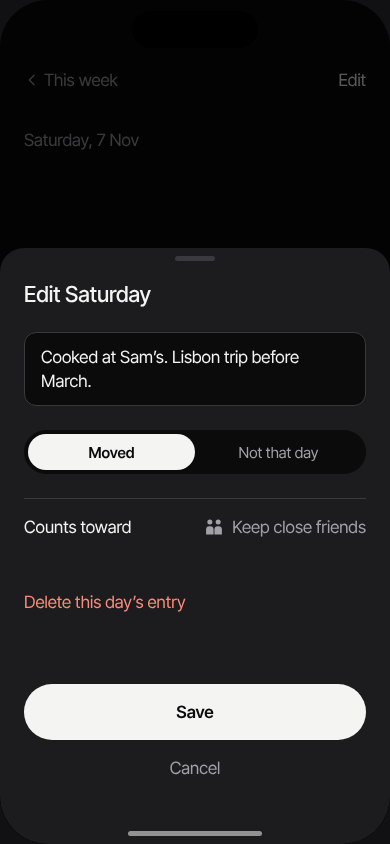 This week
Edit
Saturday, 7 Nov
Edit Saturday
Cooked at Sam’s. Lisbon trip before
March.
Moved
Not that day
Counts toward
Keep close friends
Delete this day’s entry
Save
Cancel